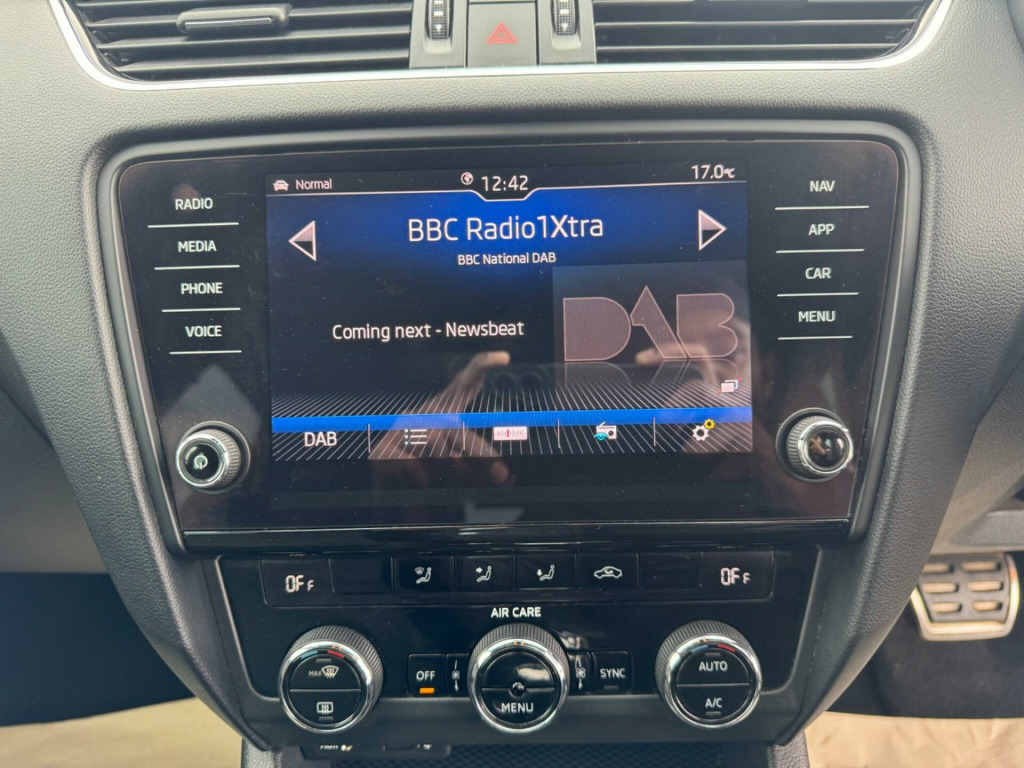 Normal
12:42
17.0°C
RADIO
MEDIA
PHONE
VOICE
BBC Radio1Xtra
BBC National DAB
Coming next - Newsbeat
DAB
DAB
NAV
APP
CAR
MENU
OFF
OFF
AIR CARE
MAX
OFF
MENU
SYNC
AUTO
A/C